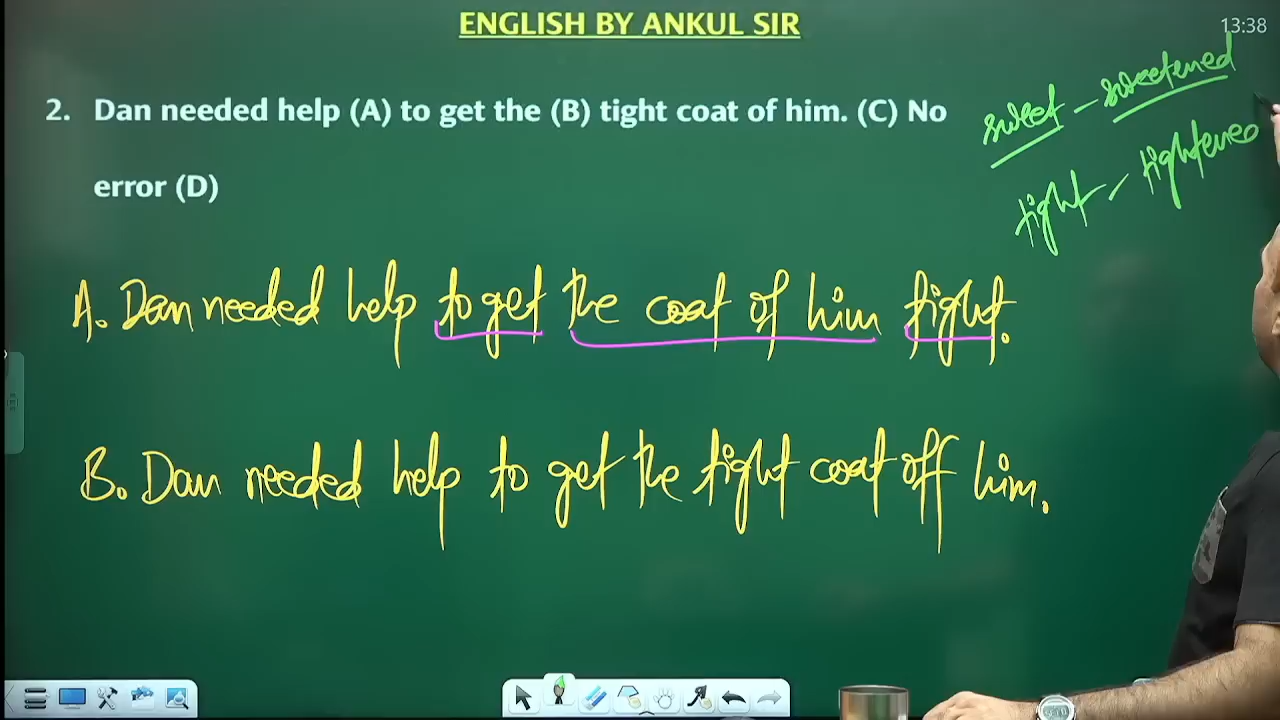 ENGLISH BY ANKUL SIR
13:38
2. Dan needed help (A) to get the (B) tight coat of him. (C) No
error (D)
sweet - sweetened
tight - tightened
A. Dan needed help to get the coat of him tight.
B. Dan needed help to get the tight coat off him.